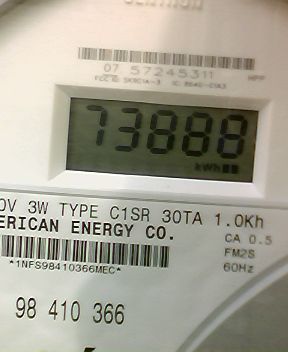 07 57245311
HPP
73888
kWh
0V 3W TYPE C1SR 30TA 1.0Kh
ERICAN ENERGY CO.
CA 0.5
FM2S
60Hz
*1NFS98410366MEC*
98 410 366